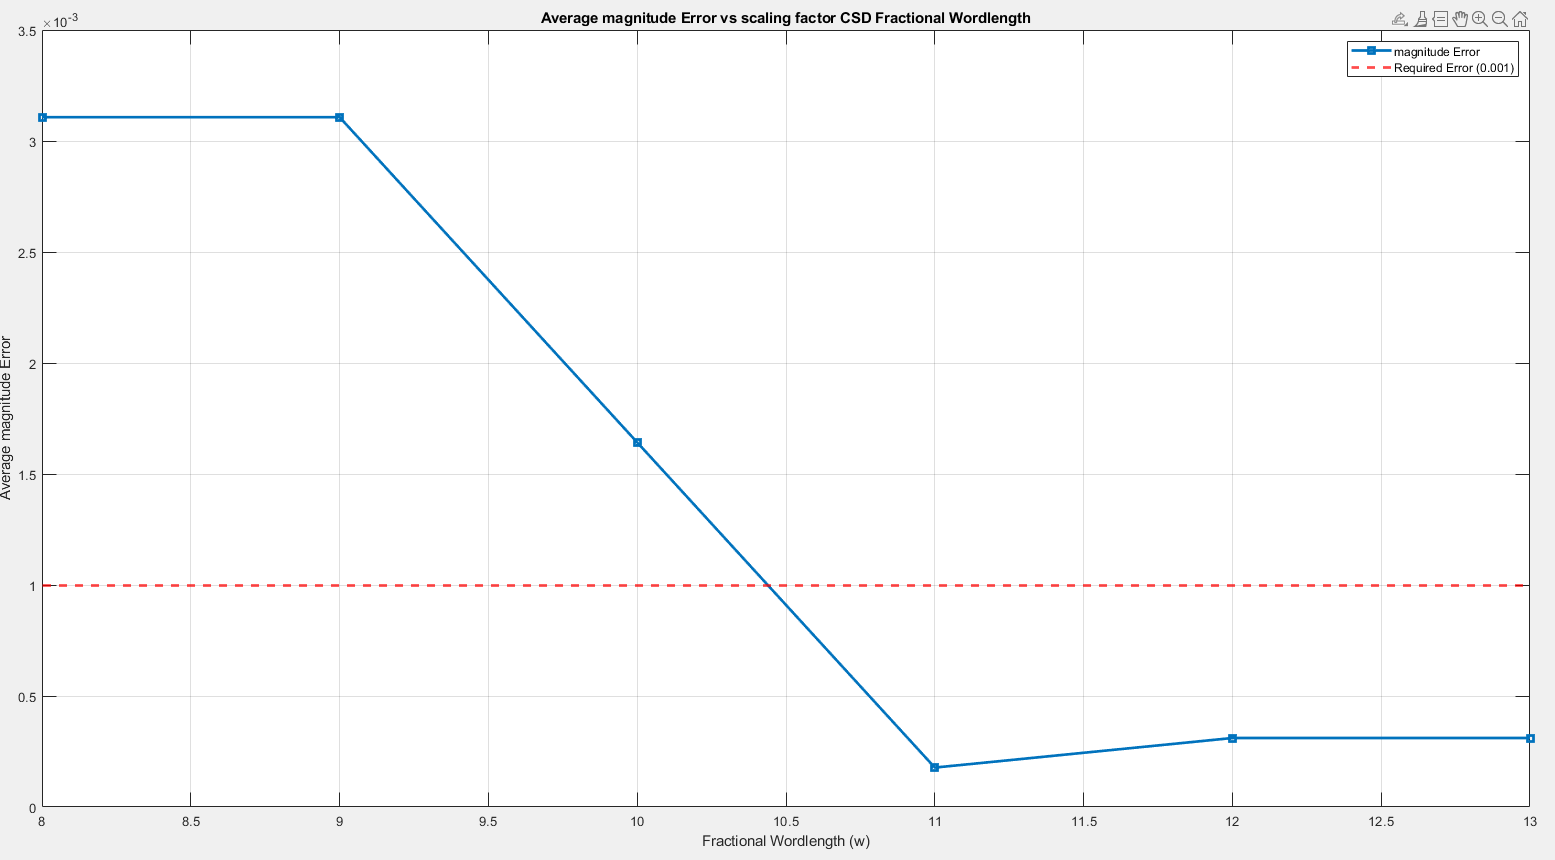 Average magnitude Error vs scaling factor CSD Fractional Wordlength
×10-3
magnitude Error
Required Error (0.001)
3.5
3
2.5
2
1.5
1
0.5
0
Average magnitude Error
8 8.5 9 9.5 10 10.5 11 11.5 12 12.5 13
Fractional Wordlength (w)